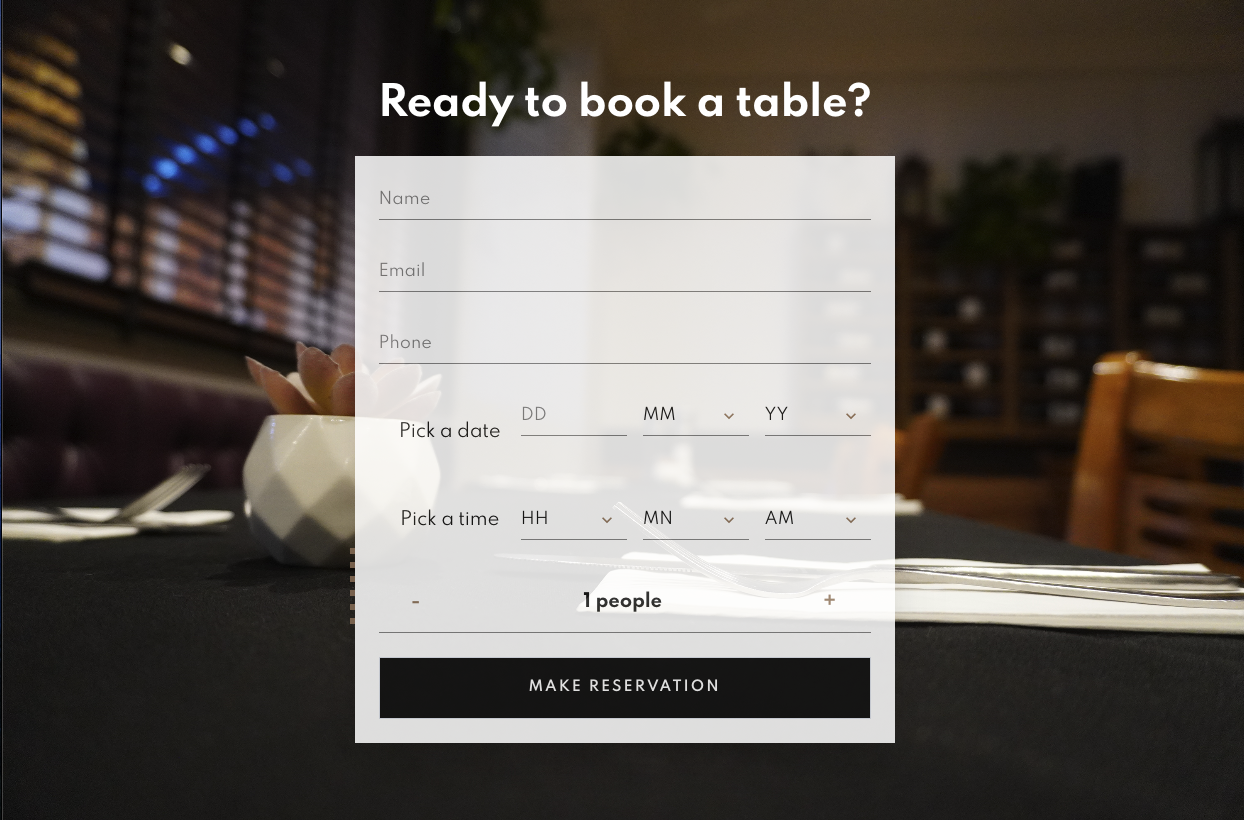 Ready to book a table?
Name
Email
Phone
Pick a date DD MM YY
Pick a time HH MN AM
- 1 people +
MAKE RESERVATION